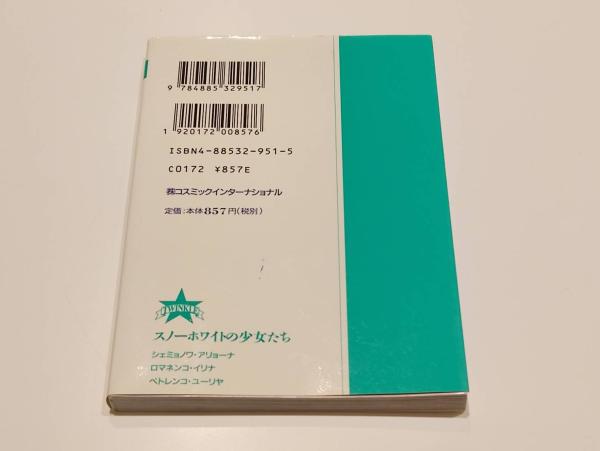 9 784885 329517
1 920172 008576
ISBN4-88532-951-5
C0172 ¥857E
㈱コスミックインターナショナル
定価:本体857円(税別)
TWINKLE
スノーホワイトの少女たち
シェミョノワ・アリョーナ
ロマネンコ・イリナ
ペトレンコ・ユーリヤ